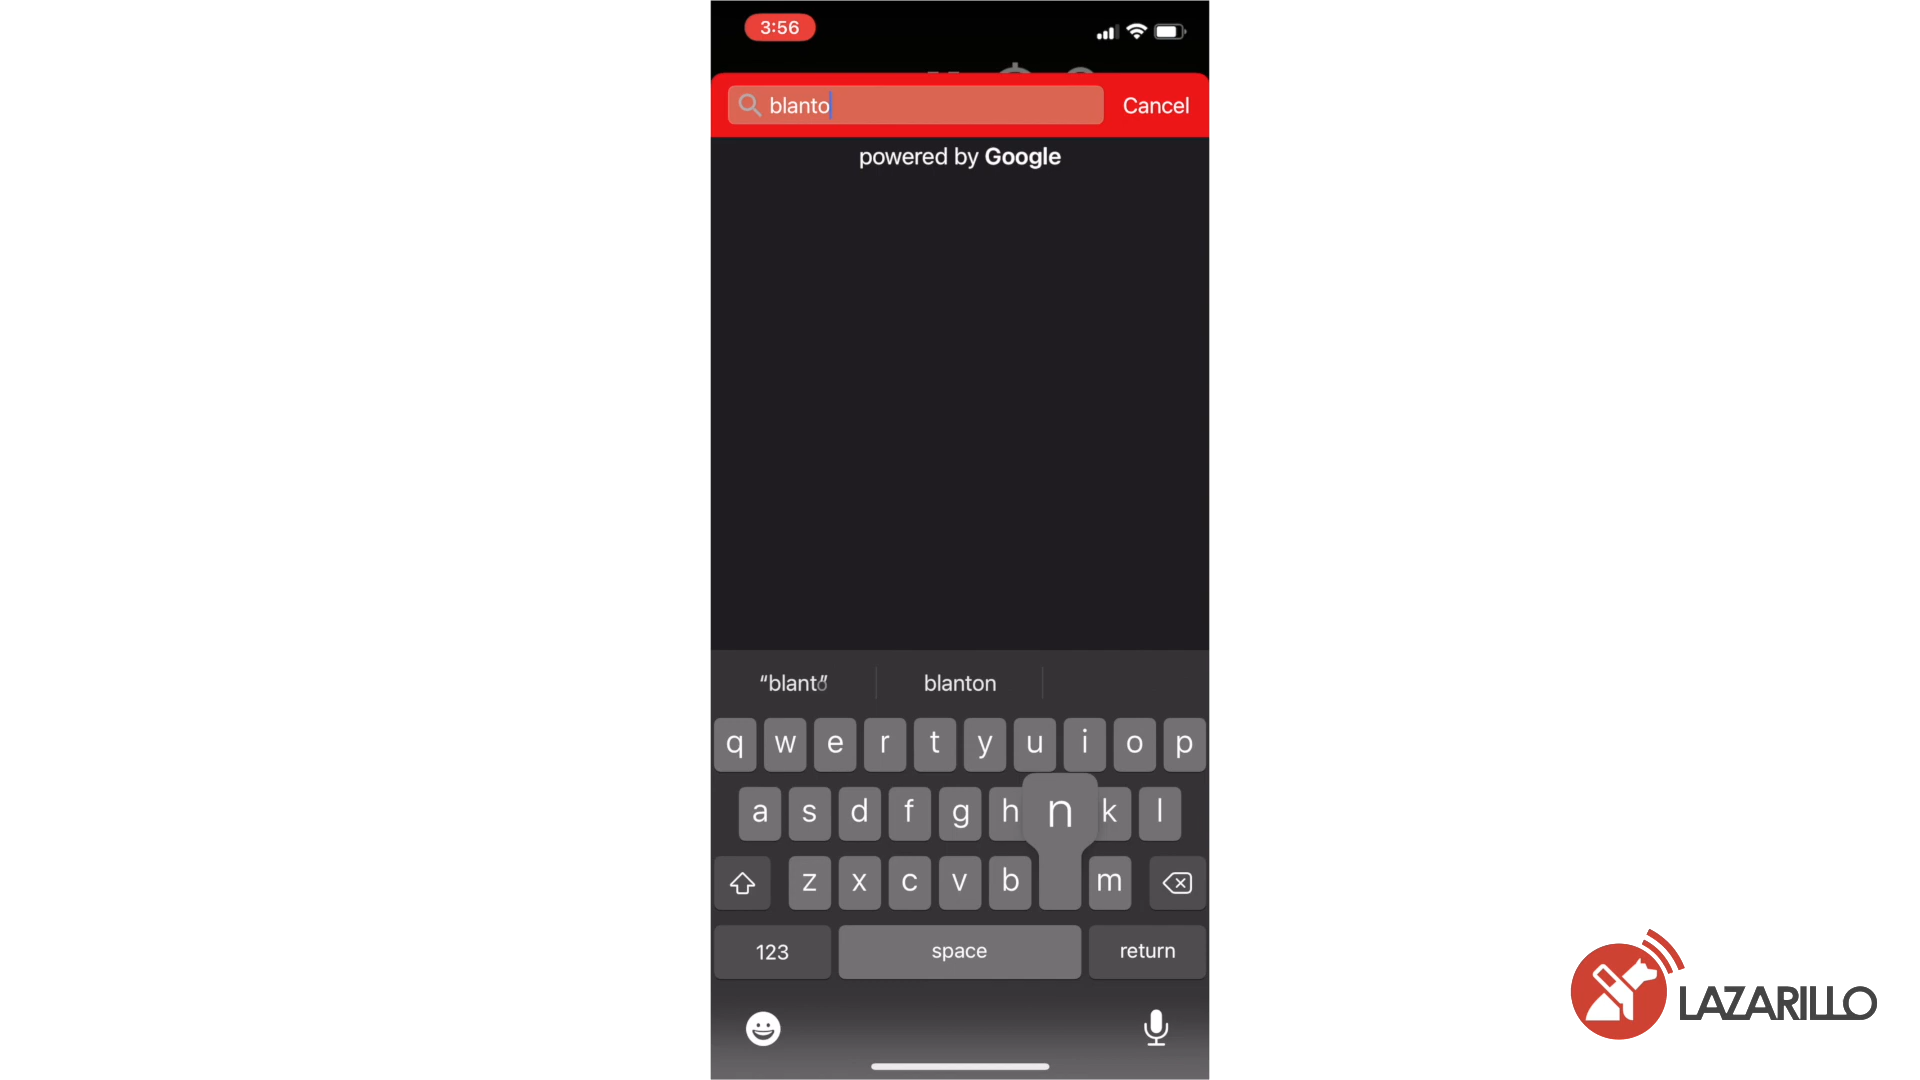 3:56
blanto
Cancel
powered by Google
“blanto”
blanton
q w e r t y u i o p
a s d f g h n k l
z x c v b m
123
space
return
LAZARILLO